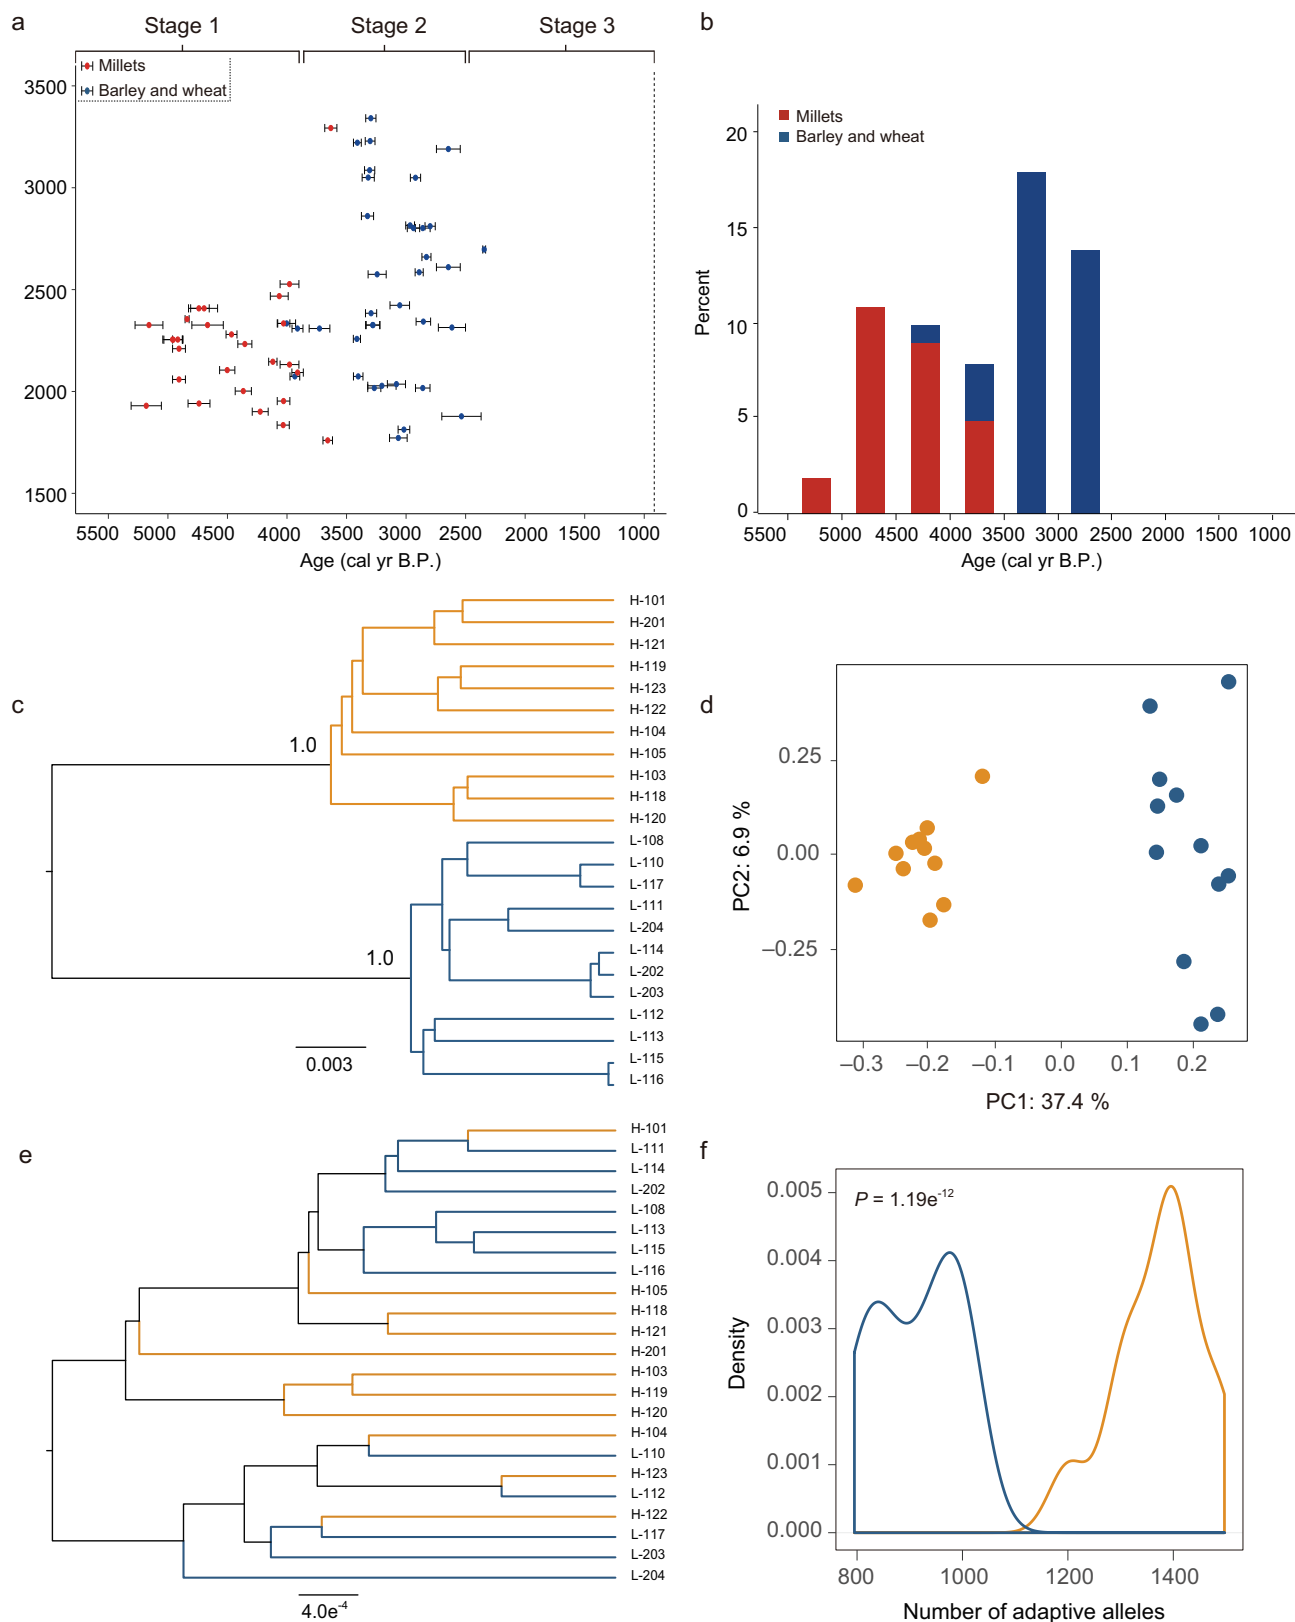 a
Stage 1
Stage 2
Stage 3
Millets
Barley and wheat
3500
3000
2500
2000
1500
5500 5000 4500 4000 3500 3000 2500 2000 1500 1000
Age (cal yr B.P.)
b
Millets
Barley and wheat
20
15
10
5
0
Percent
5500 5000 4500 4000 3500 3000 2500 2000 1500 1000
Age (cal yr B.P.)
c
1.0
1.0
0.003
H-101
H-201
H-121
H-119
H-123
H-122
H-104
H-105
H-103
H-118
H-120
L-108
L-110
L-117
L-111
L-204
L-114
L-202
L-203
L-112
L-113
L-115
L-116
d
0.25
0.00
–0.25
PC2: 6.9 %
–0.3 –0.2 –0.1 0.0 0.1 0.2
PC1: 37.4 %
e
H-101
L-111
L-114
L-202
L-108
L-113
L-115
L-116
H-105
H-118
H-121
H-201
H-103
H-119
H-120
H-104
L-110
H-123
L-112
H-122
L-117
L-203
L-204
4.0e-4
f
P = 1.19e-12
0.005
0.004
0.003
0.002
0.001
0.000
Density
800 1000 1200 1400
Number of adaptive alleles